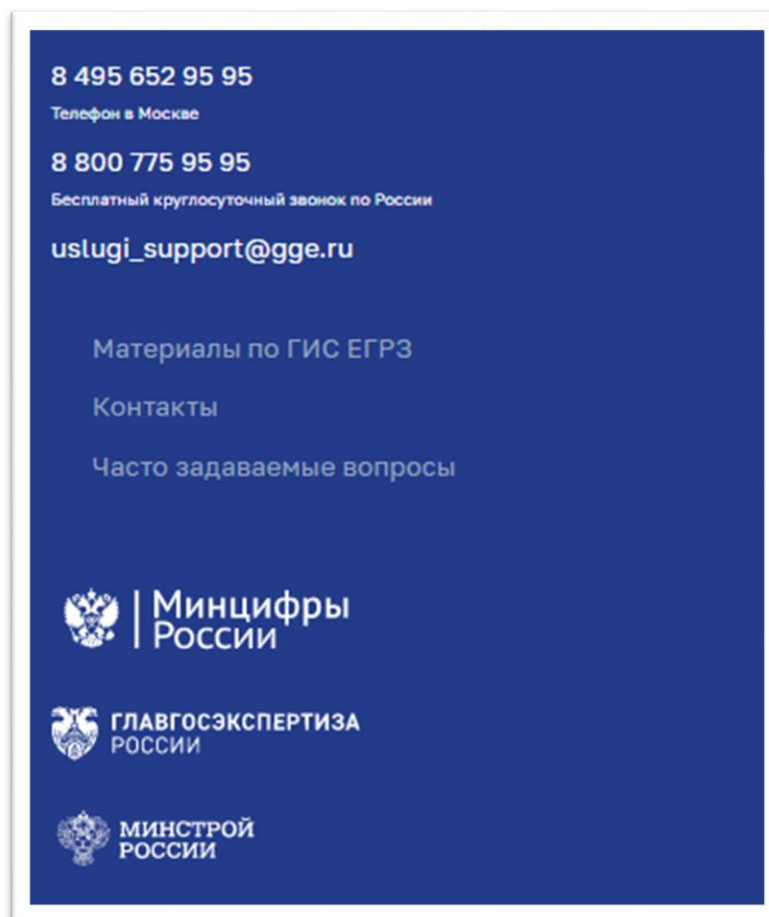 8 495 652 95 95
Телефон в Москве
8 800 775 95 95
Бесплатный круглосуточный звонок по России
uslugi_support@gge.ru
Материалы по ГИС ЕГРЗ
Контакты
Часто задаваемые вопросы
Минцифры
России
ГЛАВГОСЭКСПЕРТИЗА
РОССИИ
МИНСТРОЙ
РОССИИ